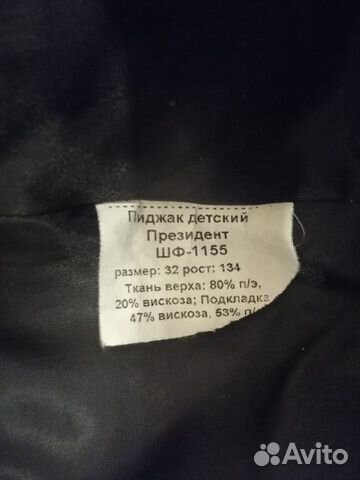 Пиджак детский
Президент
ШФ-1155
размер: 32 рост: 134
Ткань верха: 80% п/э,
20% вискоза; Подкладка
47% вискоза, 53% п/
Avito